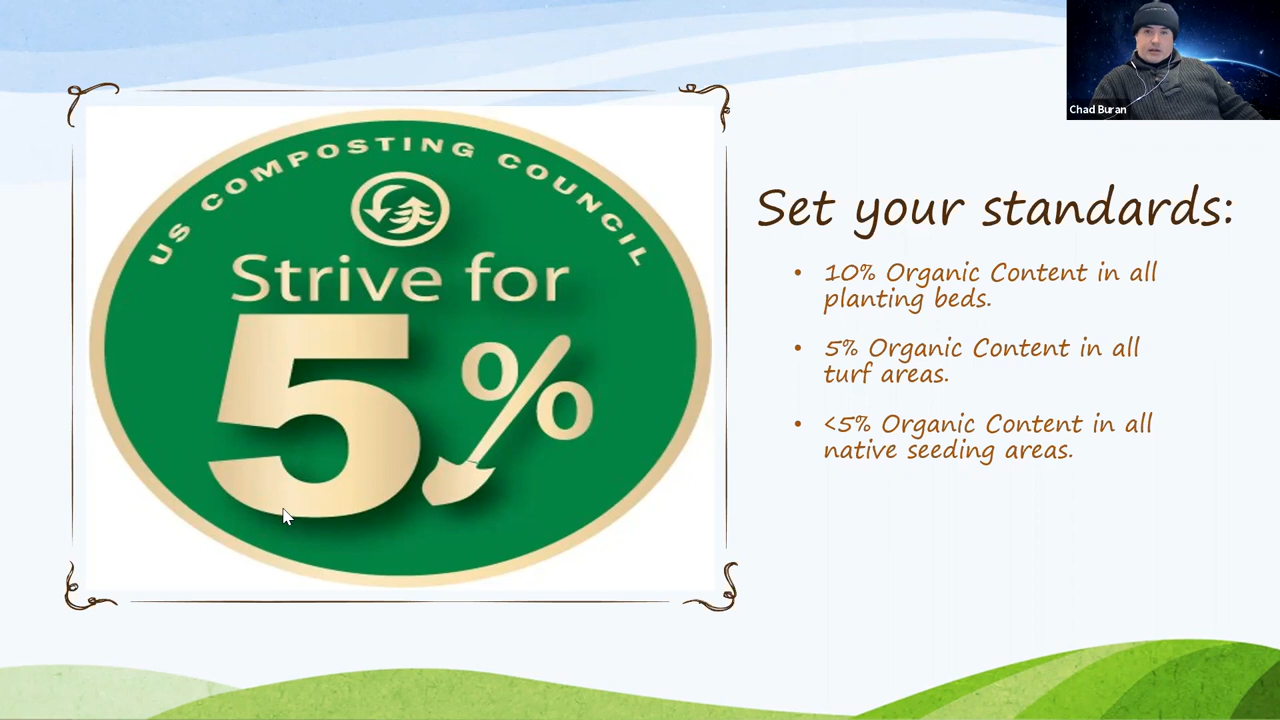 US COMPOSTING COUNCIL
Strive for
5%
Chad Buran
Set your standards:
• 10% Organic Content in all
planting beds.
• 5% Organic Content in all
turf areas.
• <5% Organic Content in all
native seeding areas.